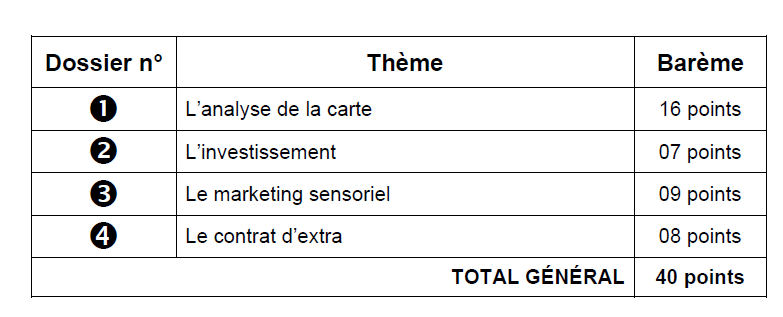 Dossier n° Thème Barème
❶ L’analyse de la carte 16 points
❷ L’investissement 07 points
❸ Le marketing sensoriel 09 points
❹ Le contrat d’extra 08 points
TOTAL GÉNÉRAL 40 points